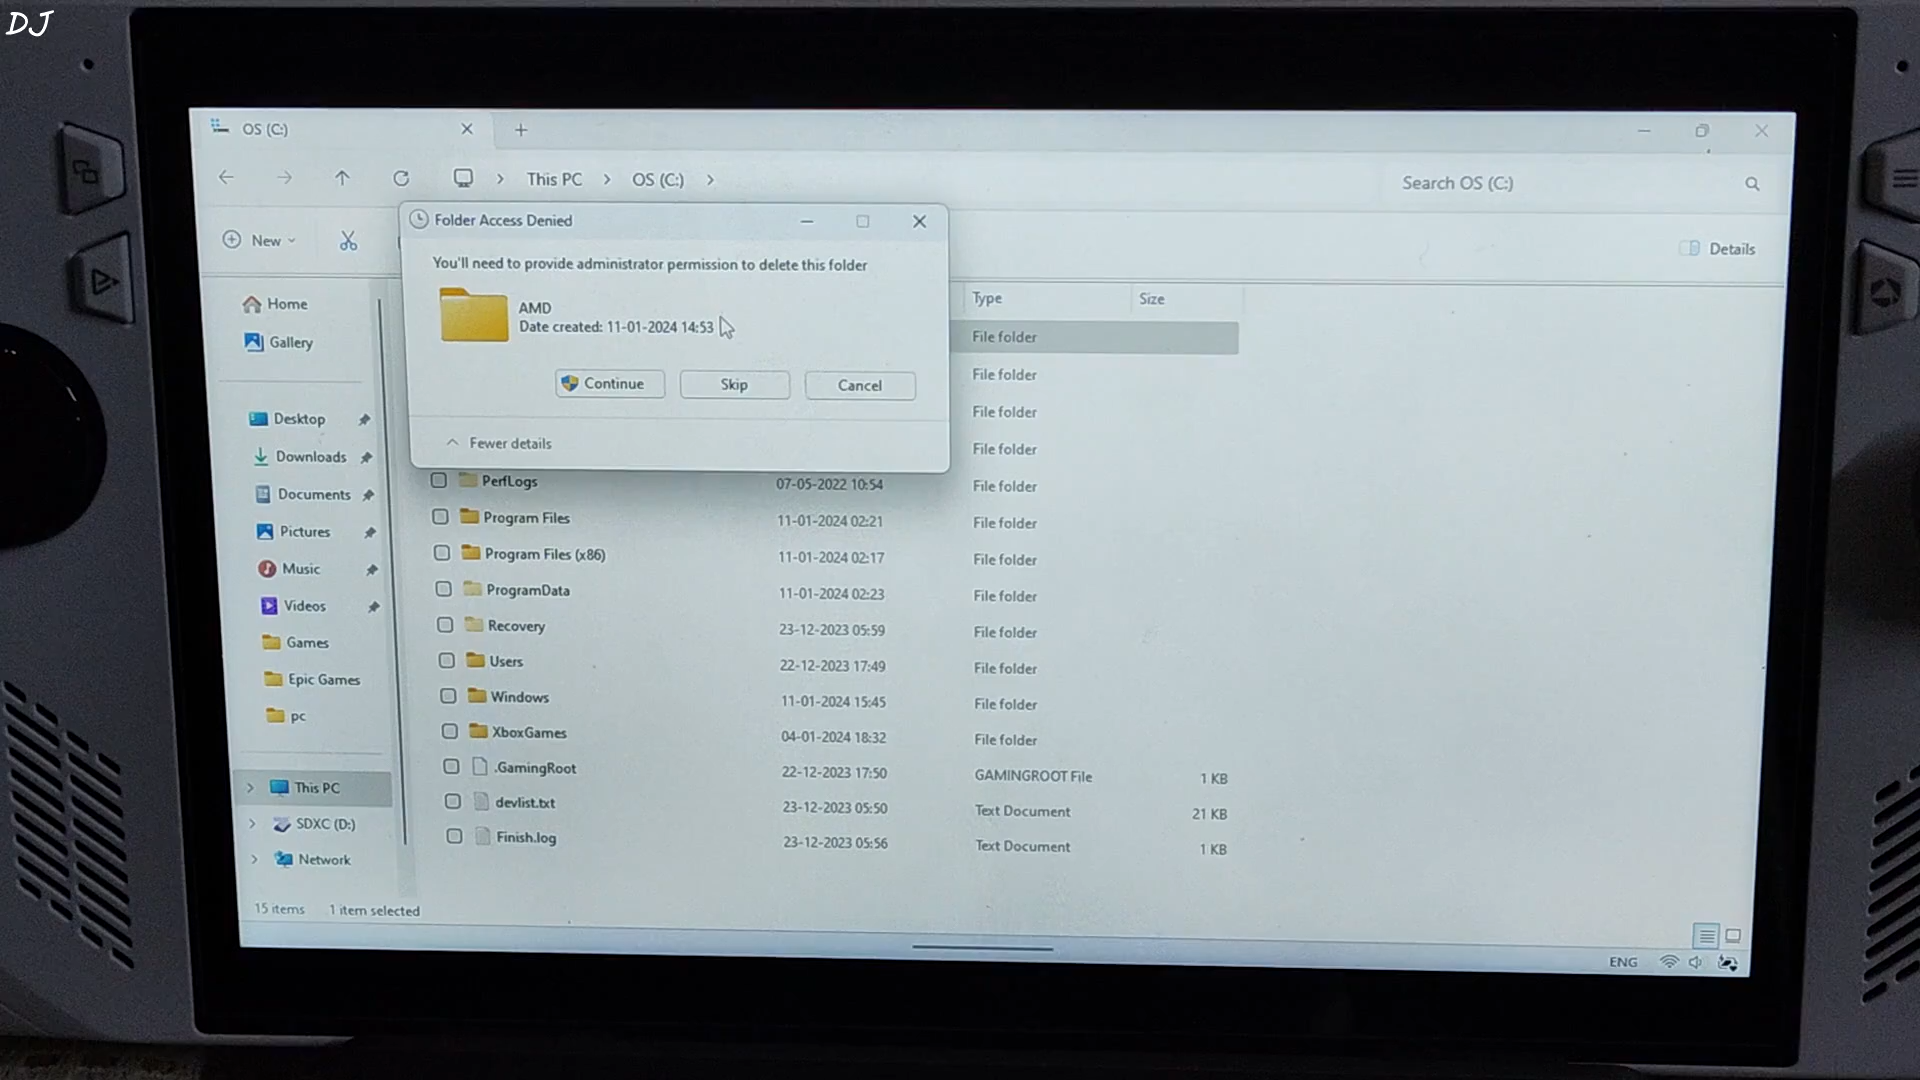 DJ
OS (C:)
This PC
OS (C:)
Search OS (C:)
Folder Access Denied
New
Details
You'll need to provide administrator permission to delete this folder
AMD
Date created: 11-01-2024 14:53
Continue
Skip
Cancel
Fewer details
Type
Size
File folder
File folder
File folder
File folder
Home
Gallery
Desktop
Downloads
Documents
Pictures
Music
Videos
Games
Epic Games
pc
This PC
SDXC (D:)
Network
PerfLogs 07-05-2022 10:54 File folder
Program Files 11-01-2024 02:21 File folder
Program Files (x86) 11-01-2024 02:17 File folder
ProgramData 11-01-2024 02:23 File folder
Recovery 23-12-2023 05:59 File folder
Users 22-12-2023 17:49 File folder
Windows 11-01-2024 15:45 File folder
XboxGames 04-01-2024 18:32 File folder
.GamingRoot 22-12-2023 17:50 GAMINGROOT File 1 KB
devlist.txt 23-12-2023 05:50 Text Document 21 KB
Finish.log 23-12-2023 05:56 Text Document 1 KB
15 items 1 item selected
ENG